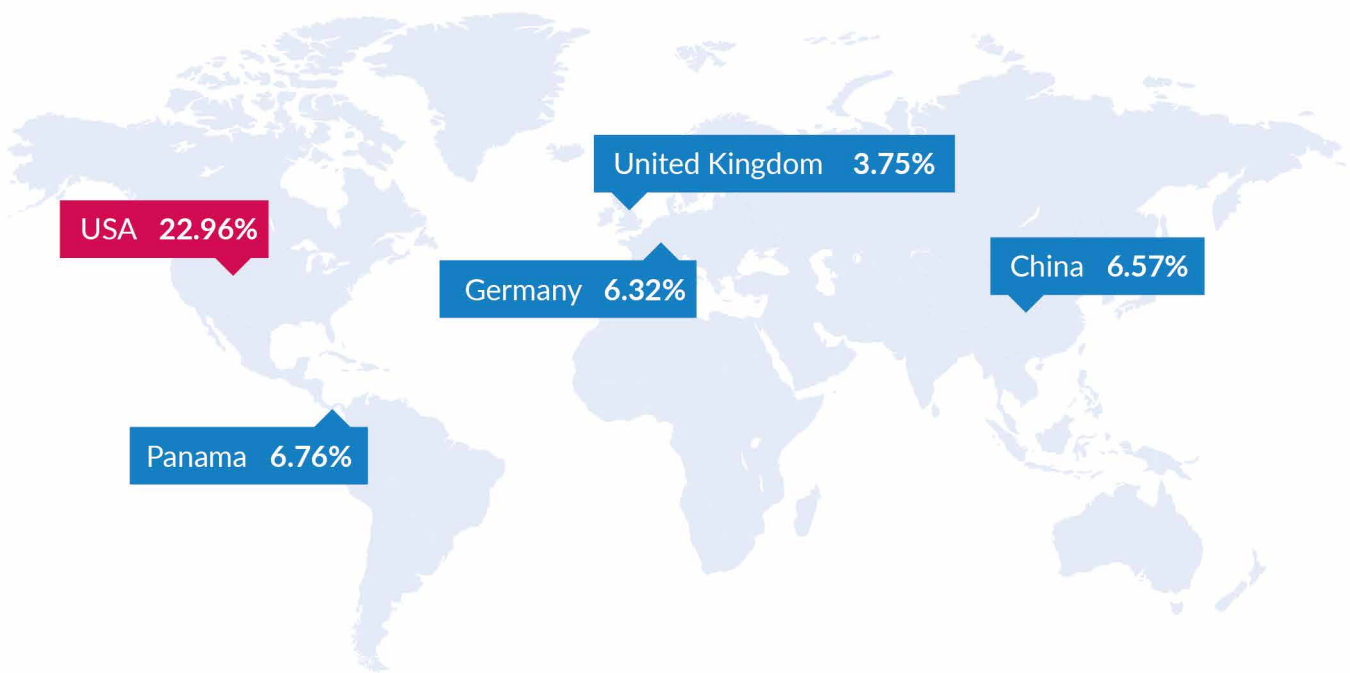 United Kingdom 3.75%
USA 22.96%
China 6.57%
Germany 6.32%
Panama 6.76%